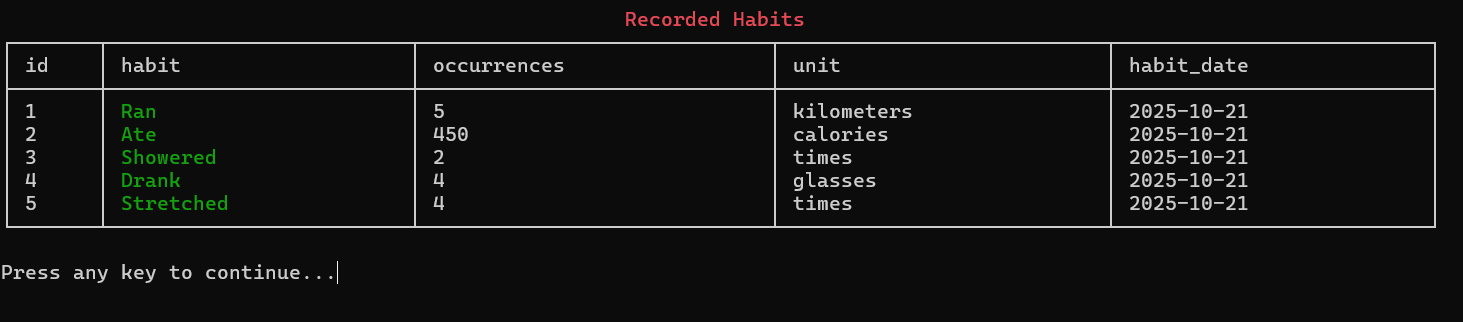 Recorded Habits
id habit occurrences unit habit_date
1 Ran 5 kilometers 2025-10-21
2 Ate 450 calories 2025-10-21
3 Showered 2 times 2025-10-21
4 Drank 4 glasses 2025-10-21
5 Stretched 4 times 2025-10-21
Press any key to continue...